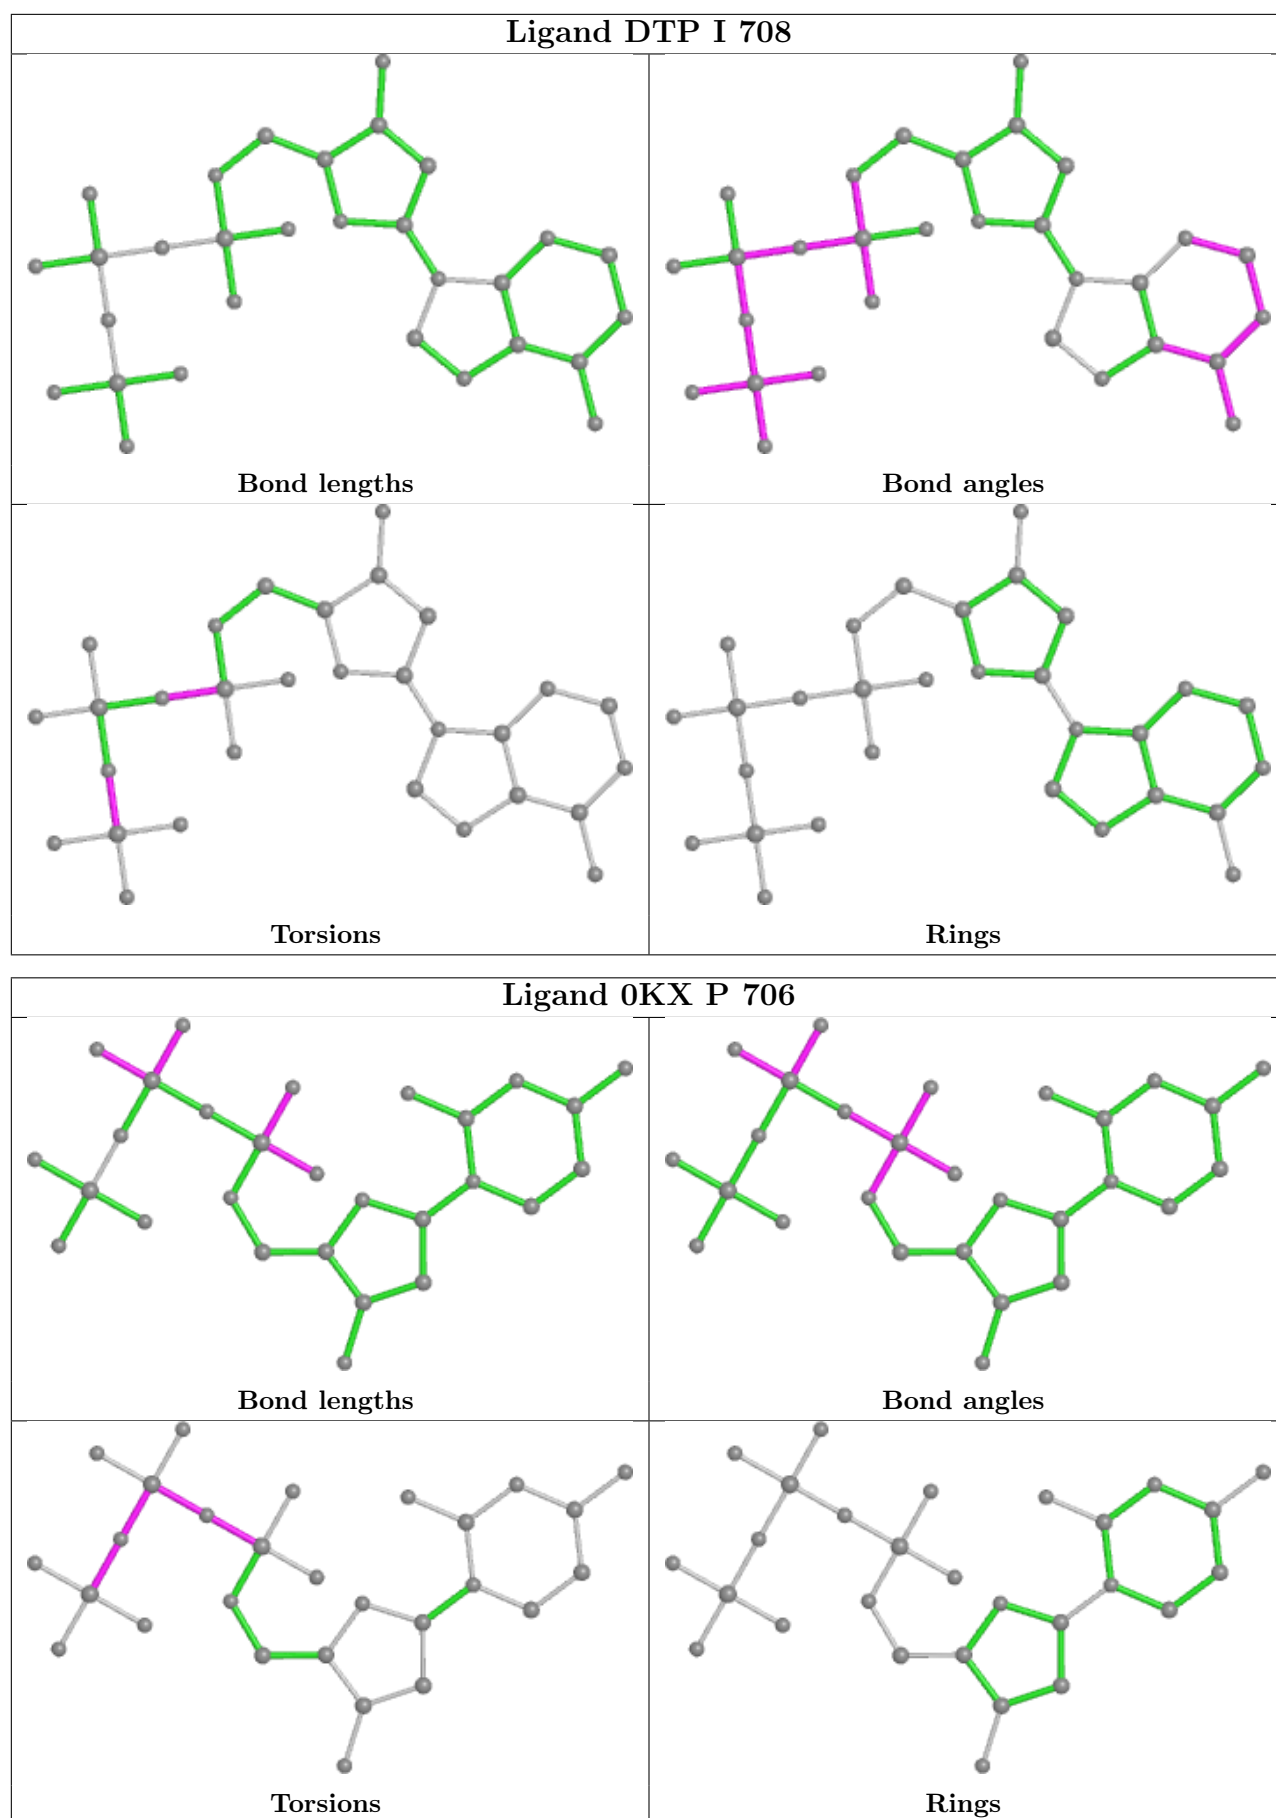 Ligand DTP I 708
Bond lengths
Bond angles
Torsions
Rings
Ligand 0KX P 706
Bond lengths
Bond angles
Torsions
Rings